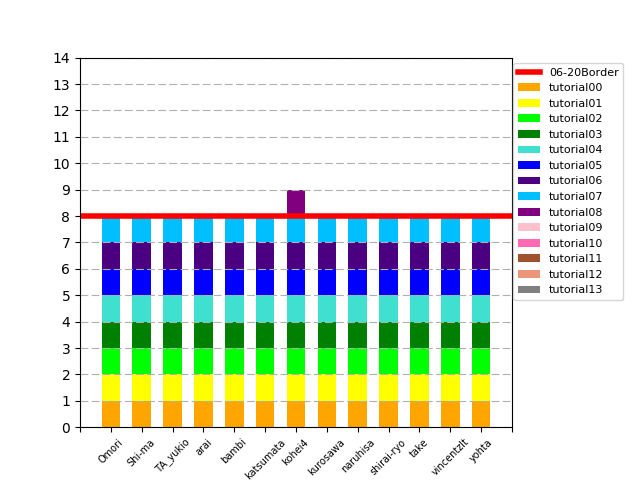 14
13
12
11
10
9
8
7
6
5
4
3
2
1
0
06-20Border
tutorial00
tutorial01
tutorial02
tutorial03
tutorial04
tutorial05
tutorial06
tutorial07
tutorial08
tutorial09
tutorial10
tutorial11
tutorial12
tutorial13
Omori
Shi-ma
TA_yukio
arai
bambi
katsumata
kohei4
kurosawa
naruhisa
shirai-ryo
take
vincentzlt
yohta